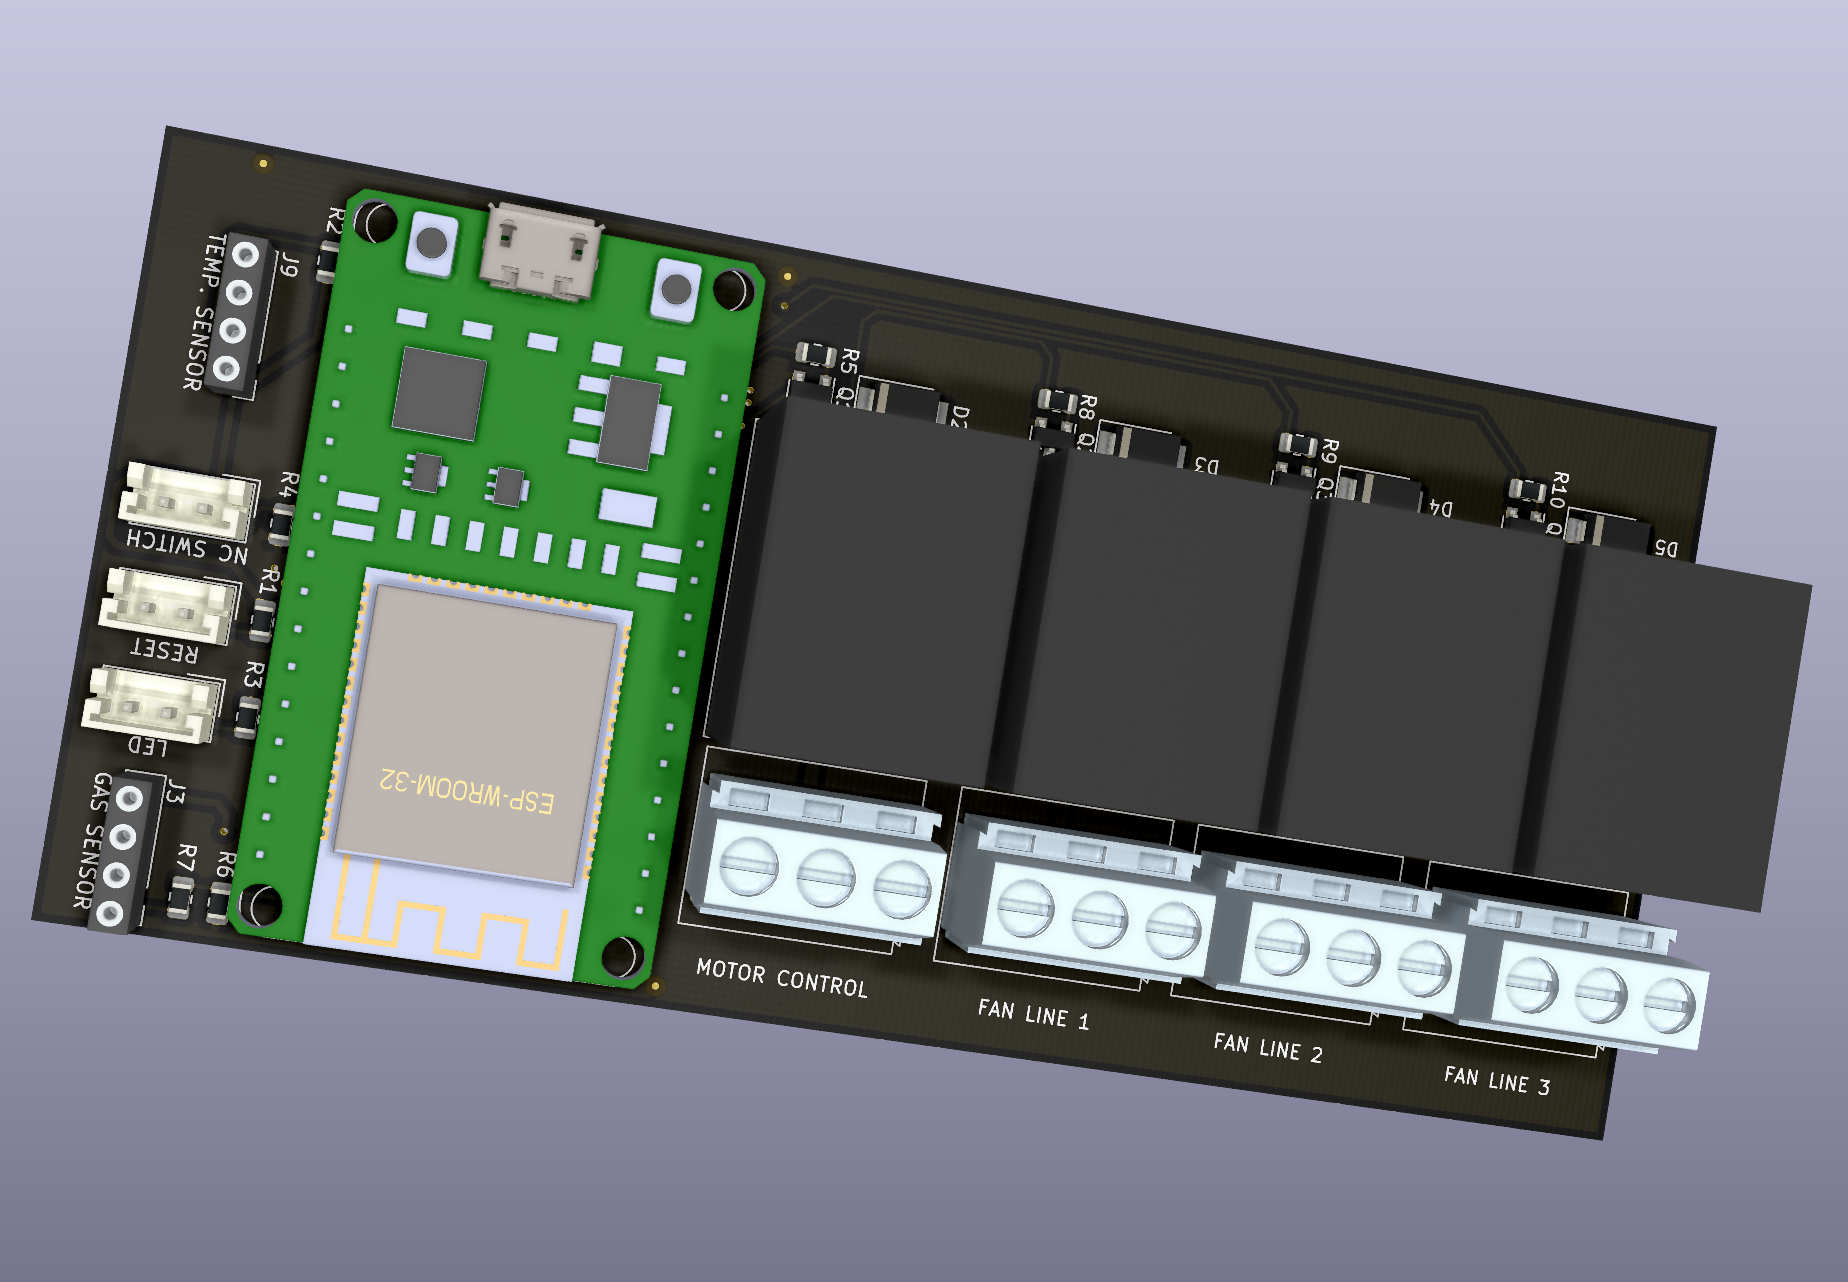 R2
J9
TEMP. SENSOR
R5
Q2
D2
R8
D3
R9
D4
R10
D5
R4
NC SWITCH
R1
RESET
R3
LED
J3
GAS SENSOR
R7
R6
ESP-WROOM-32
MOTOR CONTROL
FAN LINE 1
FAN LINE 2
FAN LINE 3